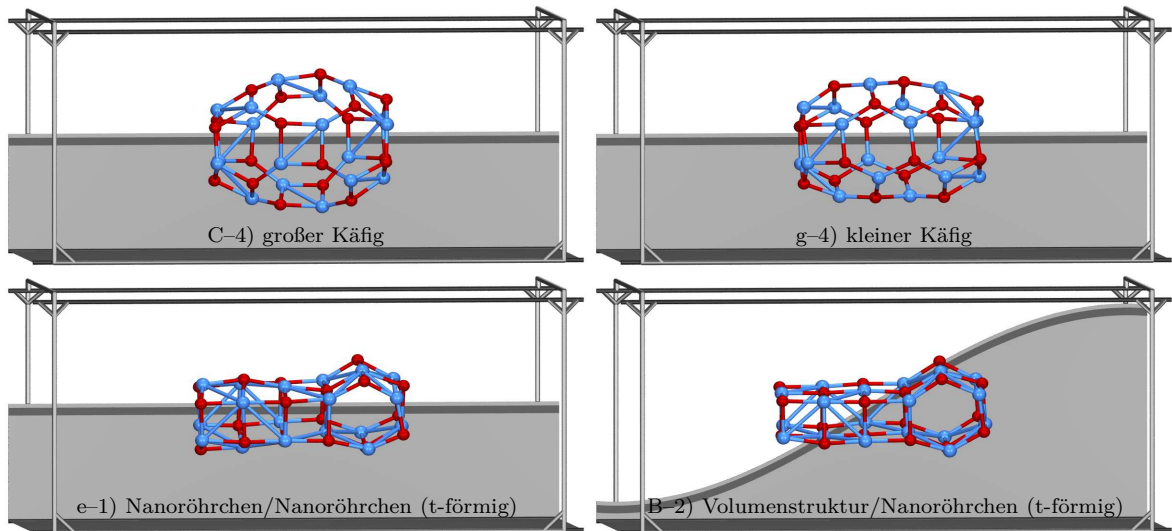 C–4) großer Käfig
g–4) kleiner Käfig
e–1) Nanoröhrchen/Nanoröhrchen (t-förmig)
B–2) Volumenstruktur/Nanoröhrchen (t-förmig)